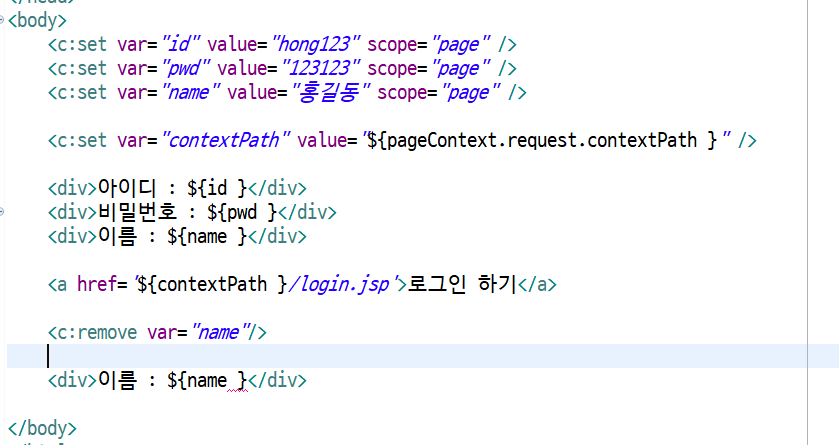 <body>
<c:set var="id" value="hong123" scope="page" />
<c:set var="pwd" value="123123" scope="page" />
<c:set var="name" value="홍길동" scope="page" />
<c:set var="contextPath" value="${pageContext.request.contextPath }" />
<div>아이디 : ${id }</div>
<div>비밀번호 : ${pwd }</div>
<div>이름 : ${name }</div>
<a href='${contextPath }/login.jsp'>로그인 하기</a>
<c:remove var="name"/>
<div>이름 : ${name }</div>
</body>